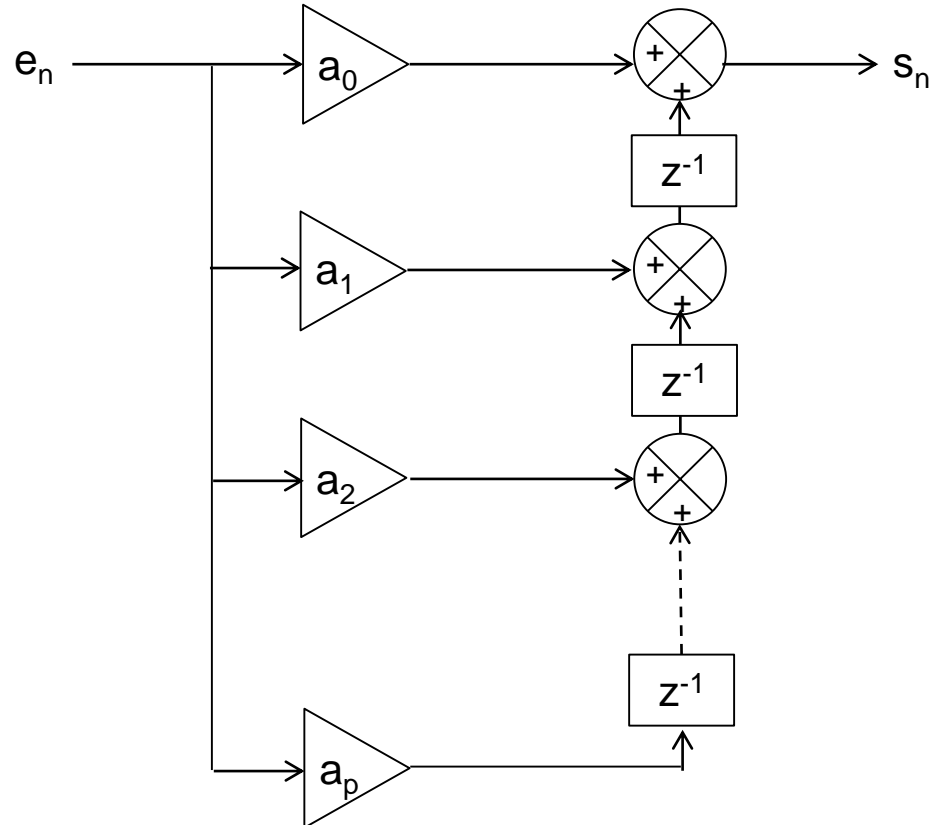 eₙ
a₀
+
+
sₙ
z⁻¹
a₁
+
+
z⁻¹
a₂
+
+
z⁻¹
aₚ